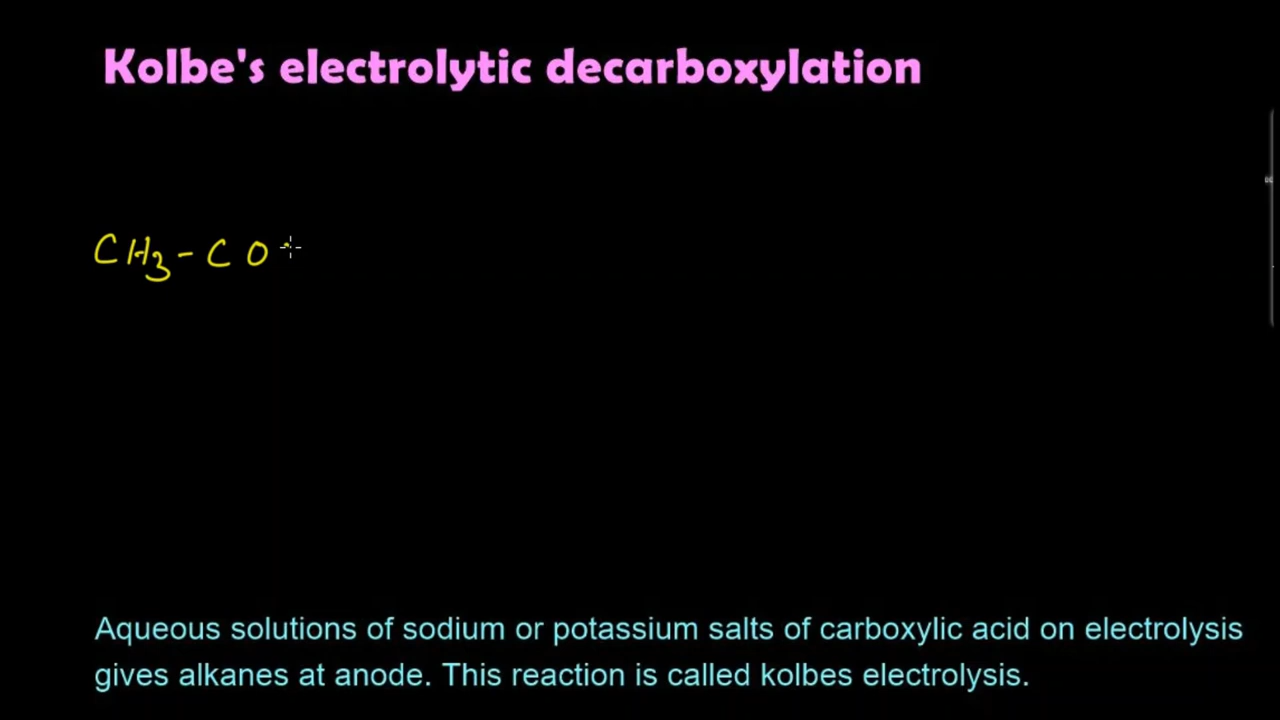 Kolbe's electrolytic decarboxylation
CH3-CO
Aqueous solutions of sodium or potassium salts of carboxylic acid on electrolysis
gives alkanes at anode. This reaction is called kolbes electrolysis.